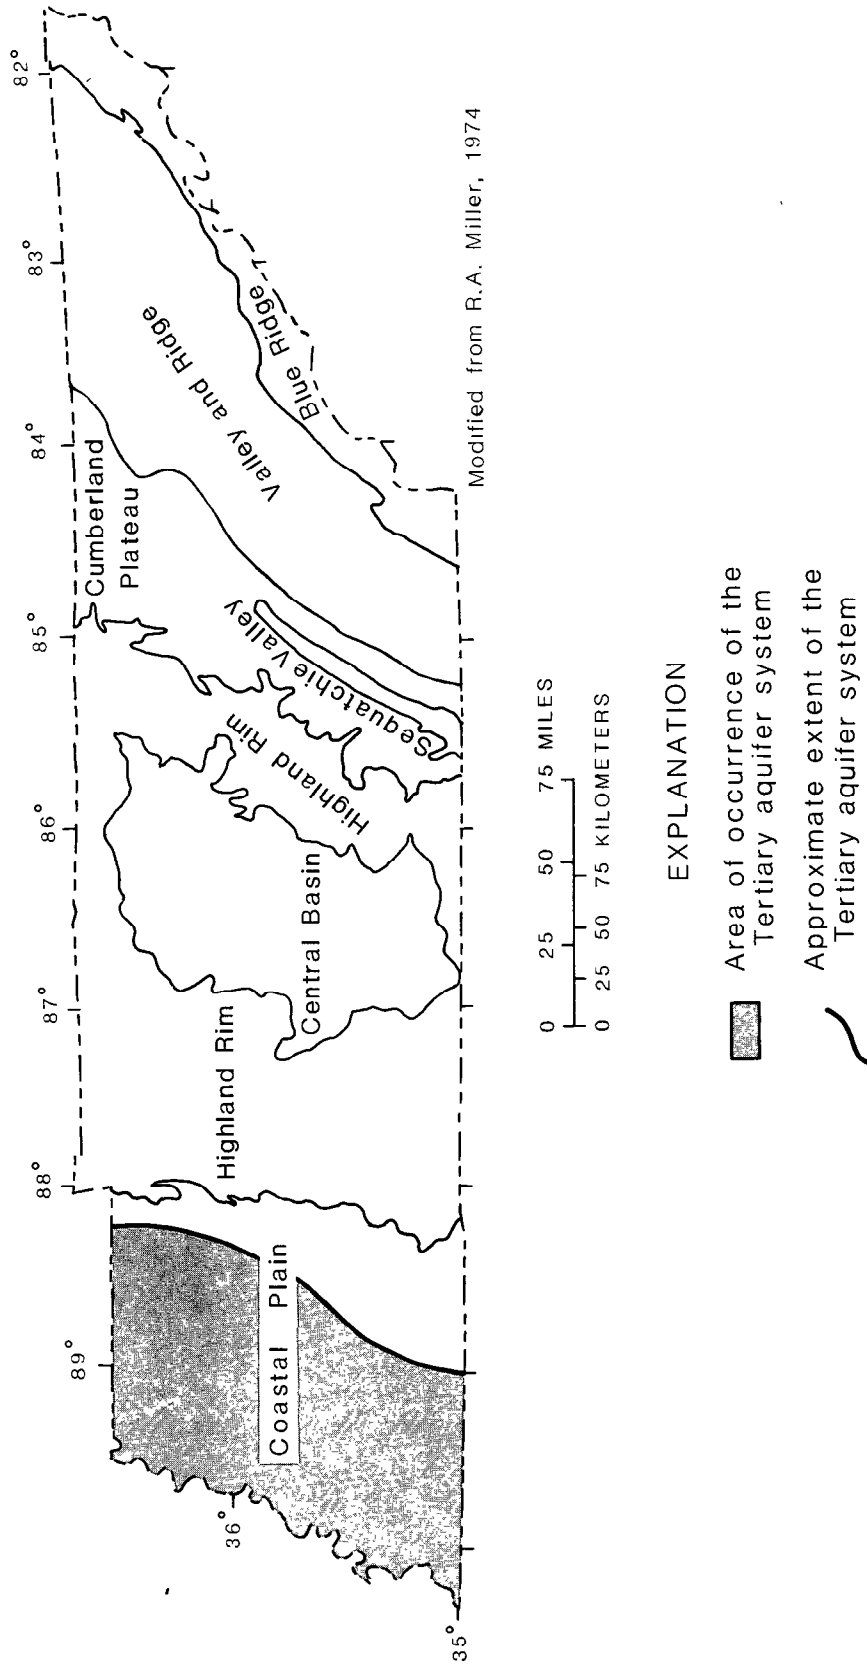 82°
83°
84°
85°
86°
87°
88°
89°
36°
35°
Coastal Plain
Highland Rim
Central Basin
Highland Rim
Sequatchie Valley
Cumberland
Plateau
Valley and Ridge
Blue Ridge
Modified from R.A. Miller, 1974
0 25 50 75 MILES
0 25 50 75 KILOMETERS
EXPLANATION
Area of occurrence of the
Tertiary aquifer system
Approximate extent of the
Tertiary aquifer system